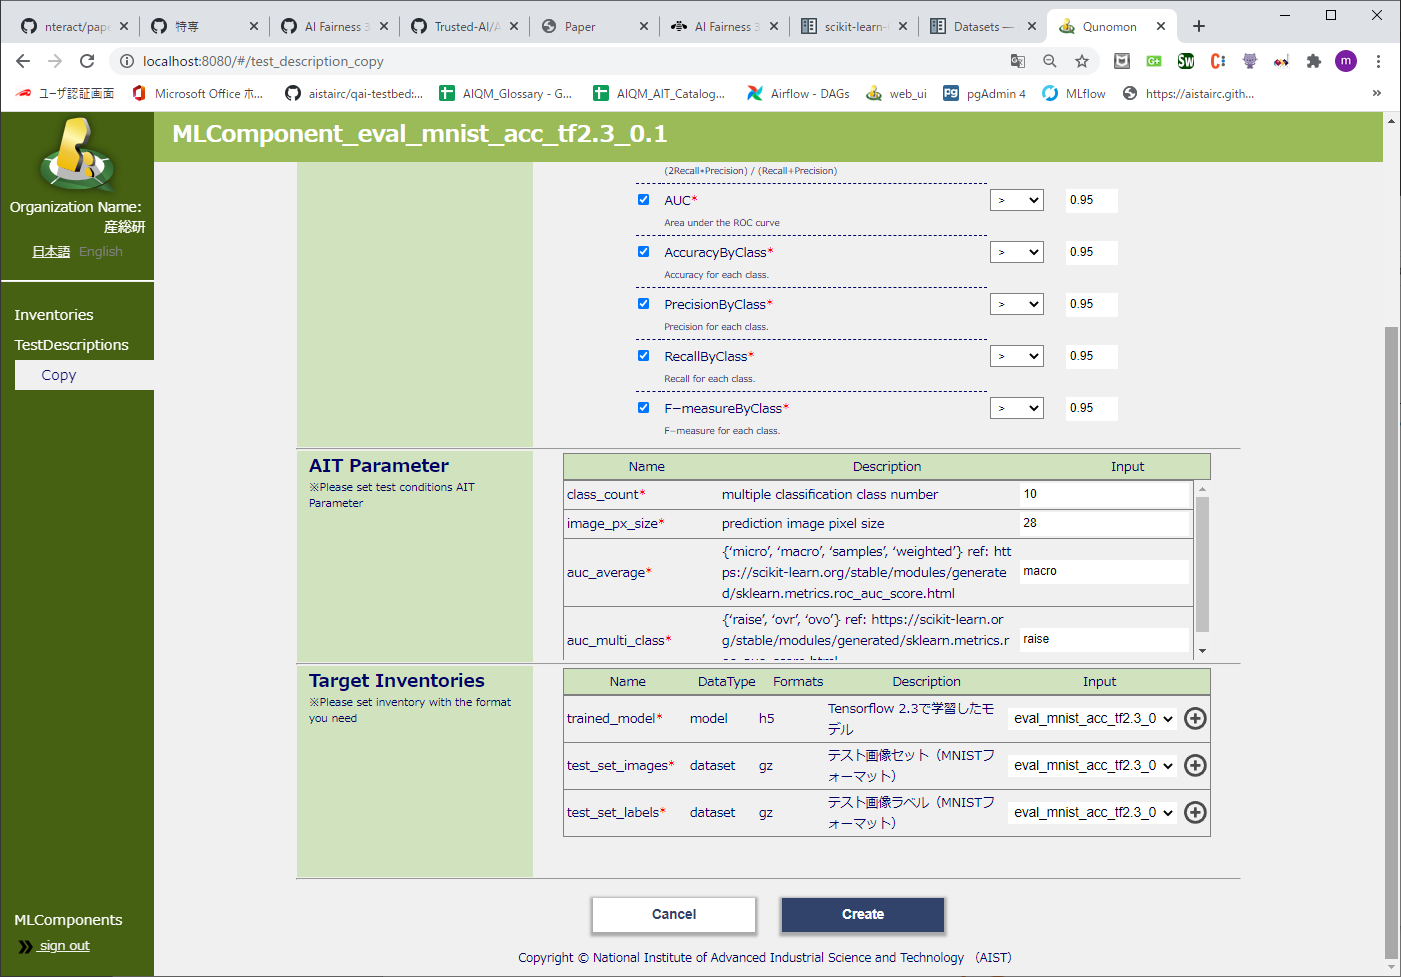 nteract/pape
特専
AI Fairness 3
Trusted-AI/A
Paper
AI Fairness 3
scikit-learn-l
Datasets —
Qunomon
localhost:8080/#/test_description_copy
ユーザ認証画面
Microsoft Office ホ...
aistairc/qai-testbed:...
AIQM_Glossary - G...
AIQM_AIT_Catalog...
Airflow - DAGs
web_ui
pgAdmin 4
MLflow
https://aistairc.gith...
»
MLComponent_eval_mnist_acc_tf2.3_0.1
Organization Name:
産総研
日本語 English
Inventories
TestDescriptions
Copy
MLComponents
sign out
(2Recall*Precision) / (Recall+Precision)
AUC* > 0.95
Area under the ROC curve
AccuracyByClass* > 0.95
Accuracy for each class.
PrecisionByClass* > 0.95
Precision for each class.
RecallByClass* > 0.95
Recall for each class.
F−measureByClass* > 0.95
F−measure for each class.
AIT Parameter
※Please set test conditions AIT
Parameter
Name Description Input
class_count* multiple classification class number 10
image_px_size* prediction image pixel size 28
{‘micro’, ‘macro’, ‘samples’, ‘weighted’} ref: htt
auc_average* ps://scikit-learn.org/stable/modules/generate macro
d/sklearn.metrics.roc_auc_score.html
{‘raise’, ‘ovr’, ‘ovo’} ref: https://scikit-learn.or
auc_multi_class* g/stable/modules/generated/sklearn.metrics.r raise
oc_auc_score.html
Target Inventories
※Please set inventory with the format
you need
Name DataType Formats Description Input
trained_model* model h5 Tensorflow 2.3で学習したモ eval_mnist_acc_tf2.3_0
デル
test_set_images* dataset gz テスト画像セット（MNISTフ eval_mnist_acc_tf2.3_0
ォーマット）
test_set_labels* dataset gz テスト画像ラベル（MNISTフ eval_mnist_acc_tf2.3_0
ォーマット）
Cancel
Create
Copyright © National Institute of Advanced Industrial Science and Technology （AIST）